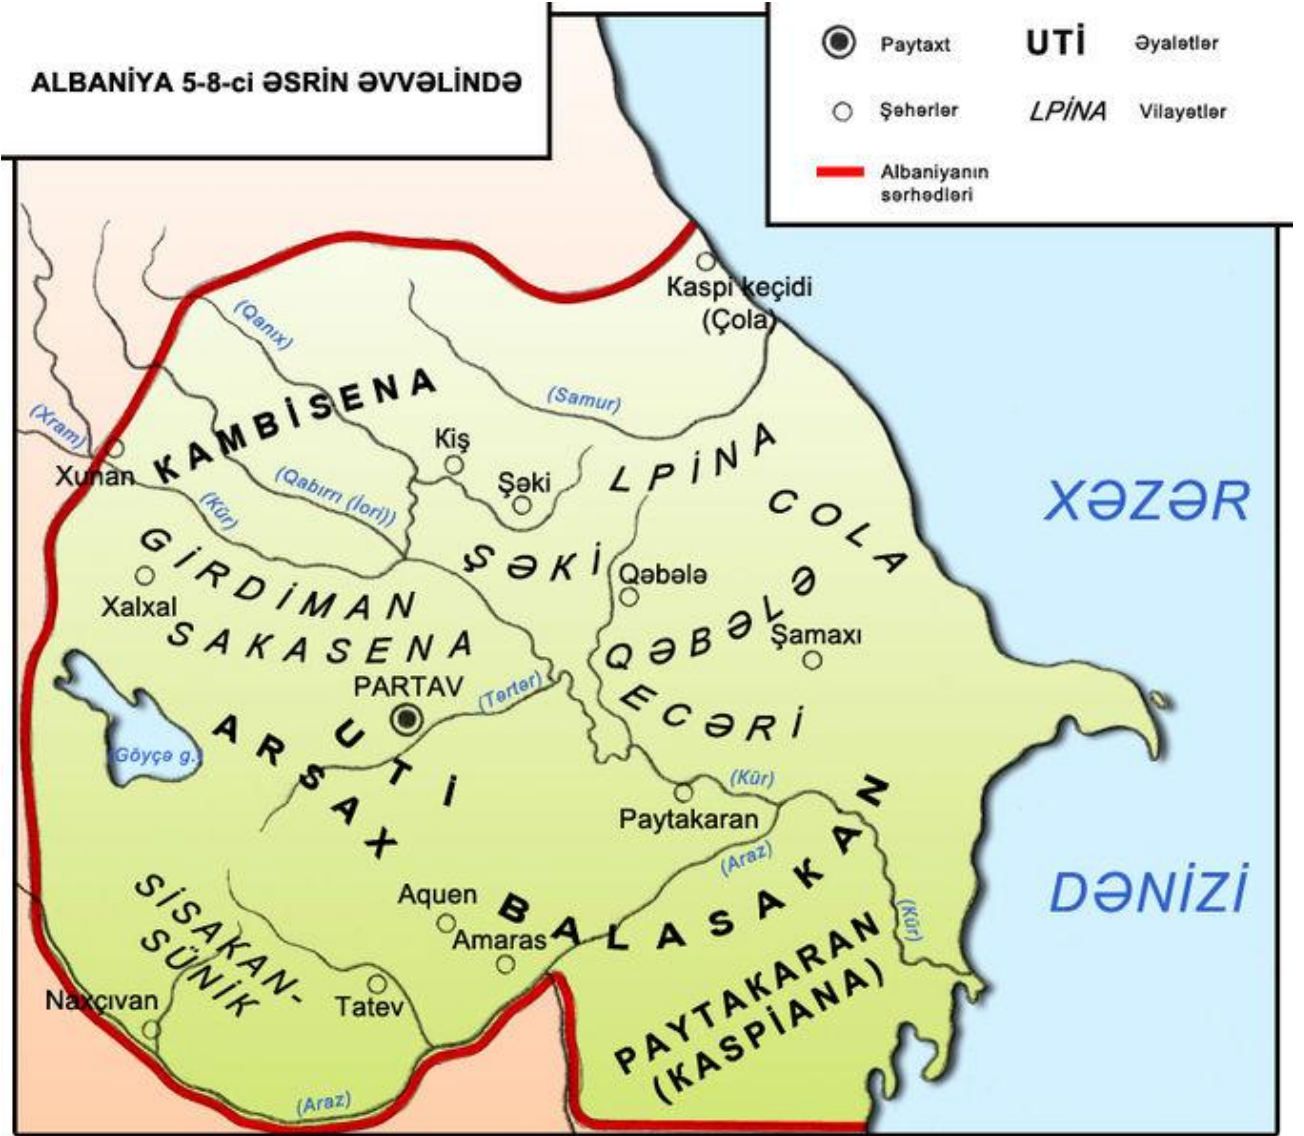 ALBANİYA 5-8-ci ƏSRİN ƏVVƏLİNDƏ
Paytaxt
UTİ
Əyalətlər
Şəhərlər
LPİNA
Vilayətlər
Albaniyanın
sərhədləri
Kaspi keçidi
(Çola)
(Qanıx)
(Samur)
KAMBİSENA
(Xram)
Xunan
Kiş
Şəki
LPİNA
COLA
(Qabırrı (İori))
(Kür)
XƏZƏR
GİRDİMAN
ŞƏKİ
Qəbələ
Xalxal
SAKASENA
QƏBƏLƏ
Şamaxı
PARTAV
(Tərtər)
ECƏRİ
ARSAX
UTİ
(Göyçə g.)
(Kür)
Paytakaran
(Araz)
BALASAKAN
DƏNİZİ
SİSAKAN-
SÜNİK
Aquen
Amaras
(Kür)
PAYTAKARAN
(KASPİANA)
Naxçıvan
Tatev
(Araz)